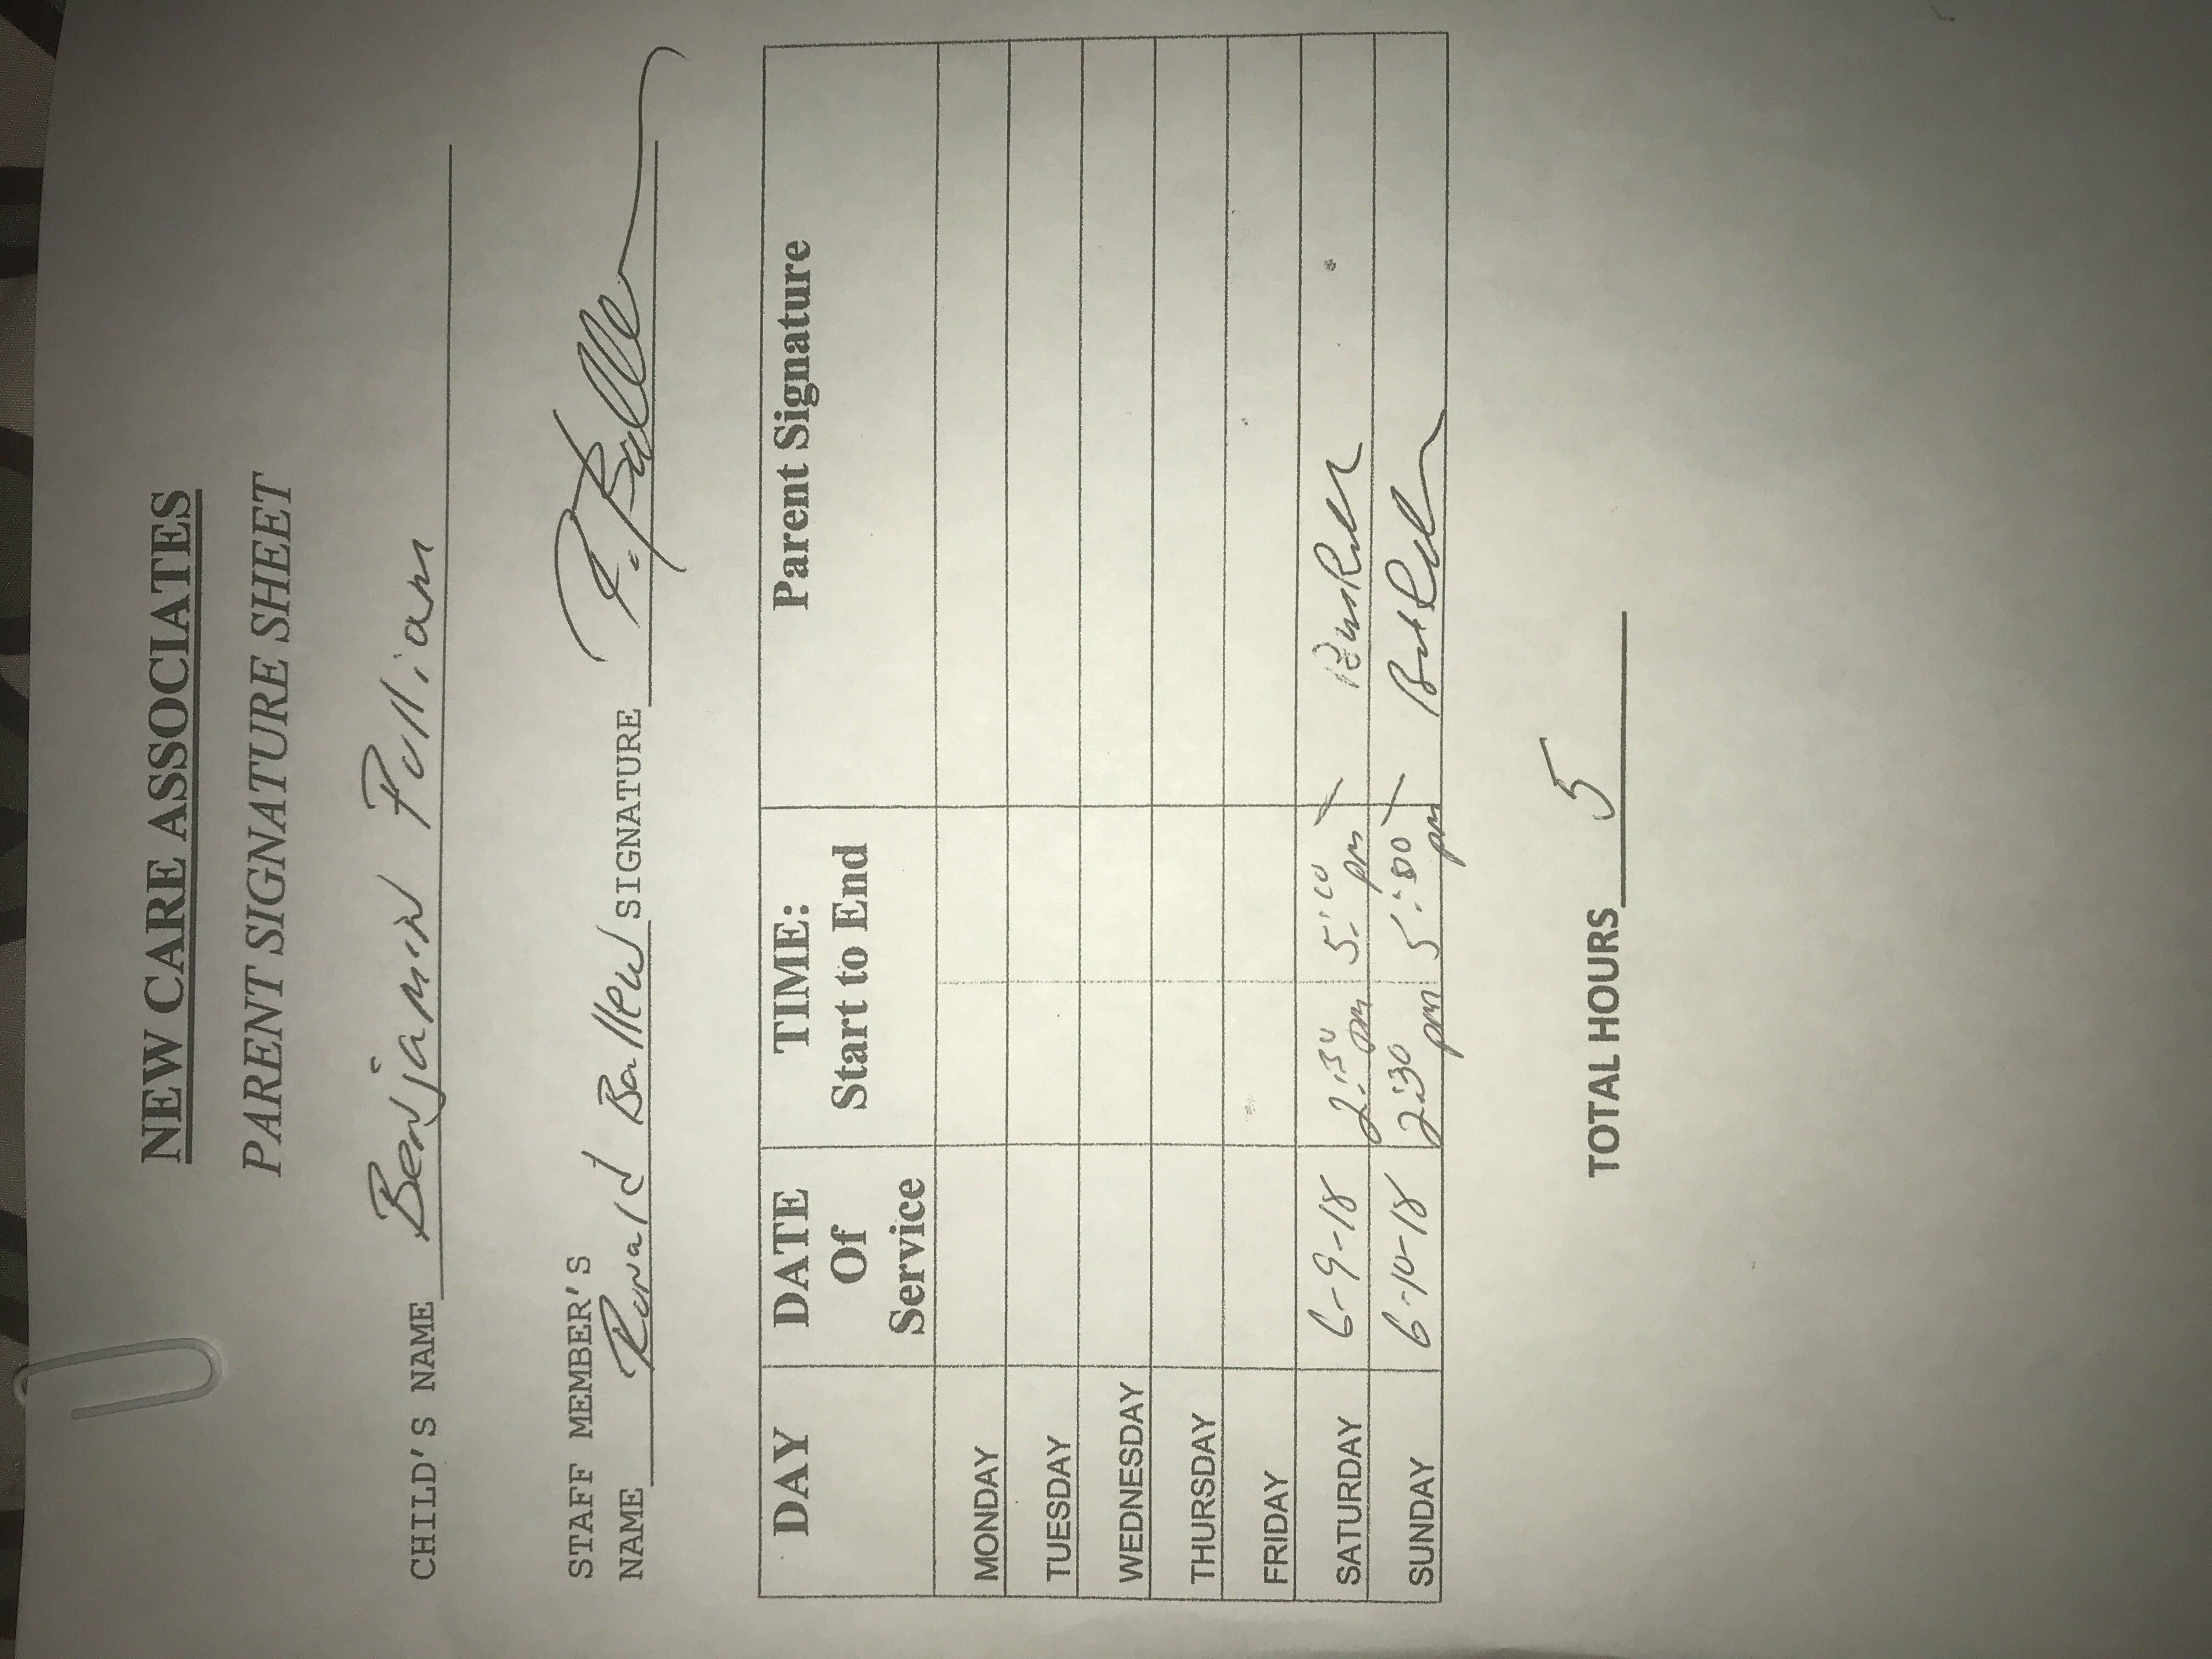 NEW CARE ASSOCIATES
PARENT SIGNATURE SHEET
CHILD'S NAME Benjamin Pulliam
STAFF MEMBER'S
NAME Ronald Ballew SIGNATURE R. Ballew
DAY DATE Of Service TIME: Start to End Parent Signature
MONDAY
TUESDAY
WEDNESDAY
THURSDAY
FRIDAY
SATURDAY 6-9-18 2:30 pm 5:00 pm
SUNDAY 6-10-18 2:30 pm 5:00 pm
TOTAL HOURS 5